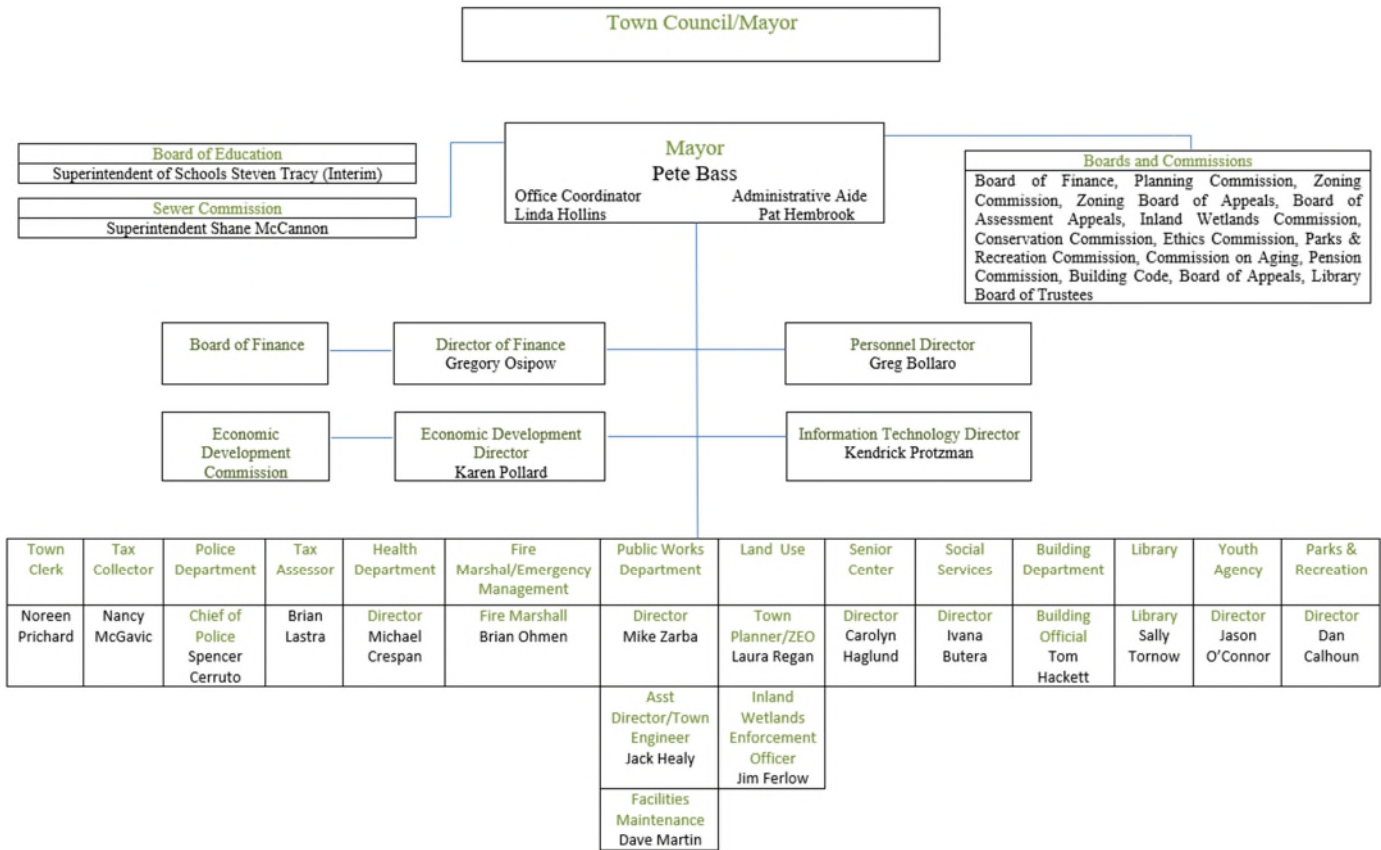 Town Council/Mayor
Board of Education
Superintendent of Schools Steven Tracy (Interim)
Sewer Commission
Superintendent Shane McCannon
Mayor
Pete Bass
Office Coordinator
Linda Hollins
Administrative Aide
Pat Hembrook
Boards and Commissions
Board of Finance, Planning Commission, Zoning
Commission, Zoning Board of Appeals, Board of
Assessment Appeals, Inland Wetlands Commission,
Conservation Commission, Ethics Commission, Parks &
Recreation Commission, Commission on Aging, Pension
Commission, Building Code, Board of Appeals, Library
Board of Trustees
Board of Finance
Director of Finance
Gregory Osipow
Personnel Director
Greg Bollaro
Economic
Development
Commission
Economic Development
Director
Karen Pollard
Information Technology Director
Kendrick Protzman
Town
Clerk
Tax
Collector
Police
Department
Tax
Assessor
Health
Department
Fire
Marshal/Emergency
Management
Public Works
Department
Land Use
Senior
Center
Social
Services
Building
Department
Library
Youth
Agency
Parks &
Recreation
Noreen
Prichard
Nancy
McGavic
Chief of
Police
Spencer
Cerruto
Brian
Lastra
Director
Michael
Crespan
Fire Marshall
Brian Ohmen
Director
Mike Zarba
Town
Planner/ZEO
Laura Regan
Director
Carolyn
Haglund
Director
Ivana
Butera
Building
Official
Tom
Hackett
Library
Sally
Tornow
Director
Jason
O’Connor
Director
Dan
Calhoun
Asst
Director/Town
Engineer
Jack Healy
Inland
Wetlands
Enforcement
Officer
Jim Ferlow
Facilities
Maintenance
Dave Martin